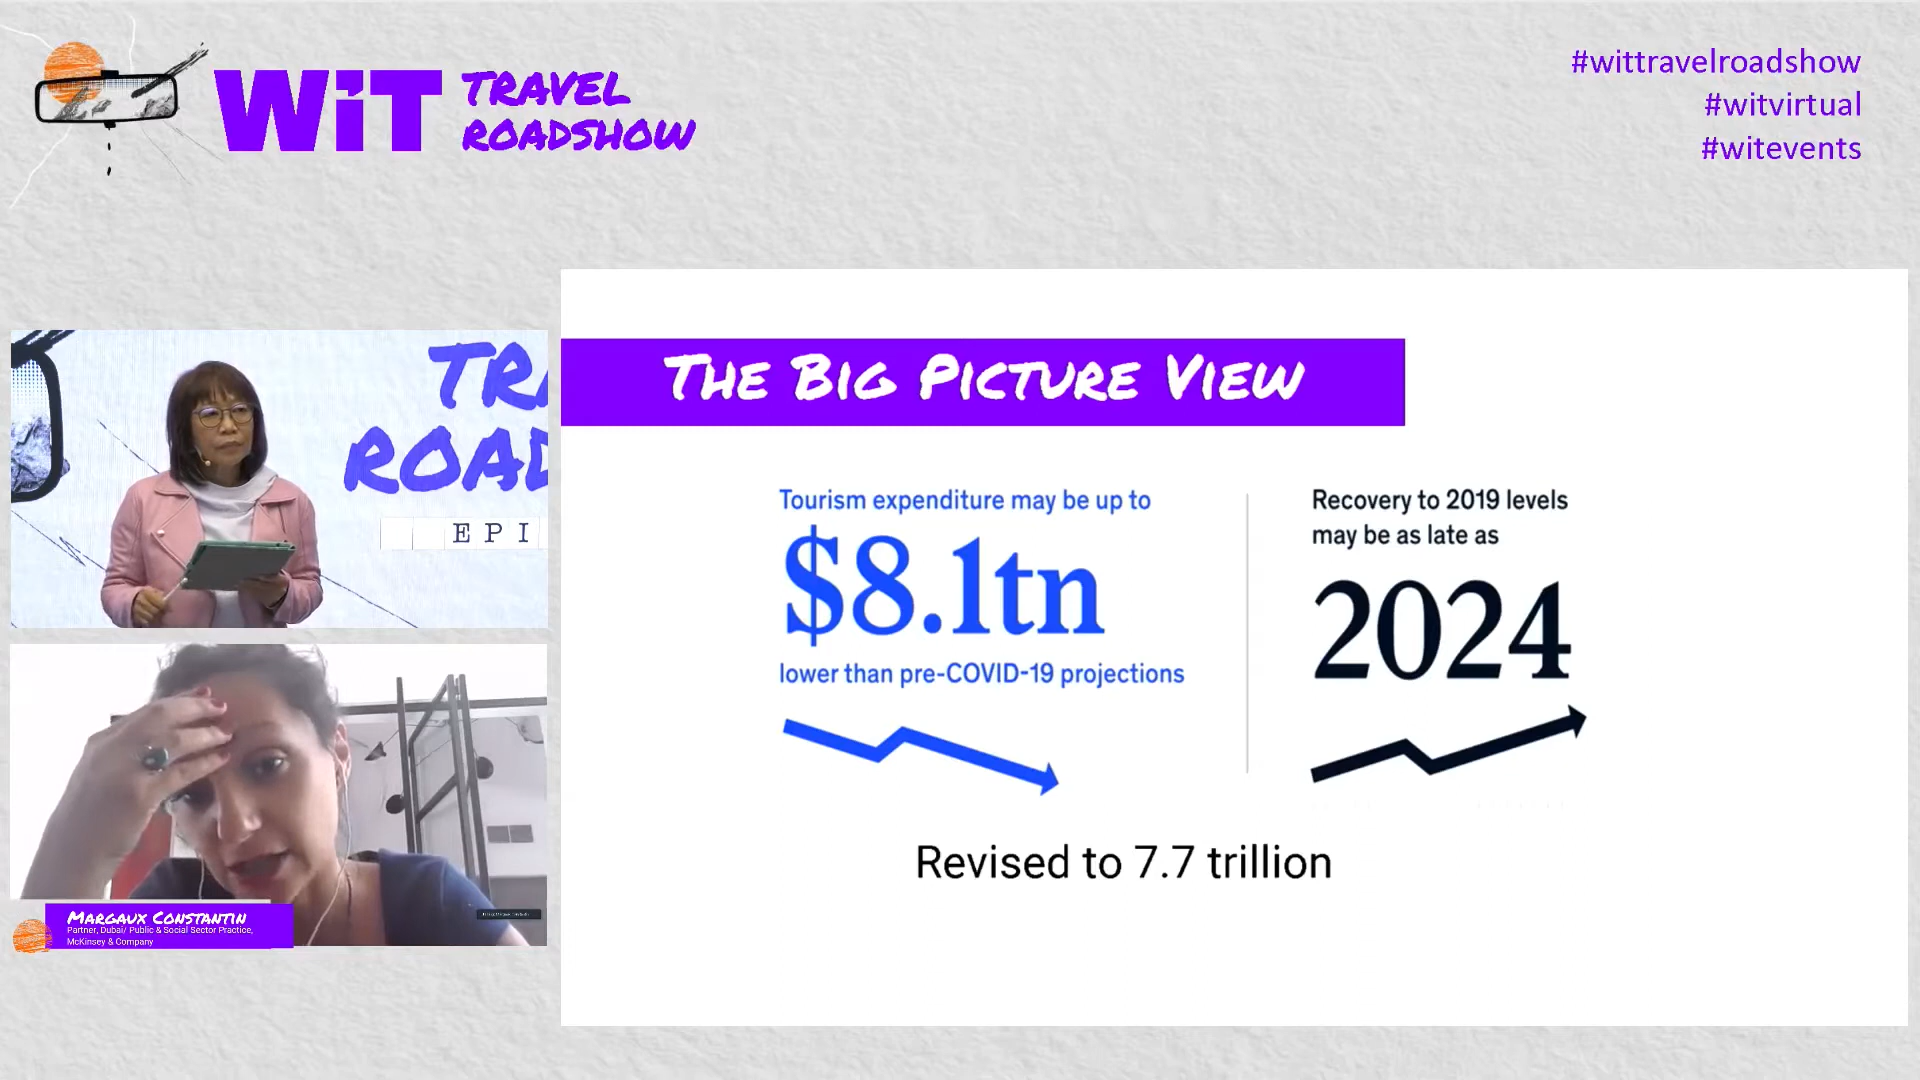 WiT TRAVEL
ROADSHOW
#wittravelroadshow
#witvirtual
#witevents
TRA
ROAD
EPI
THE BIG PICTURE VIEW
Tourism expenditure may be up to
$8.1tn
lower than pre-COVID-19 projections
Recovery to 2019 levels
may be as late as
2024
Revised to 7.7 trillion
MARGAUX CONSTANTIN
Partner, Dubai/ Public & Social Sector Practice,
McKinsey & Company